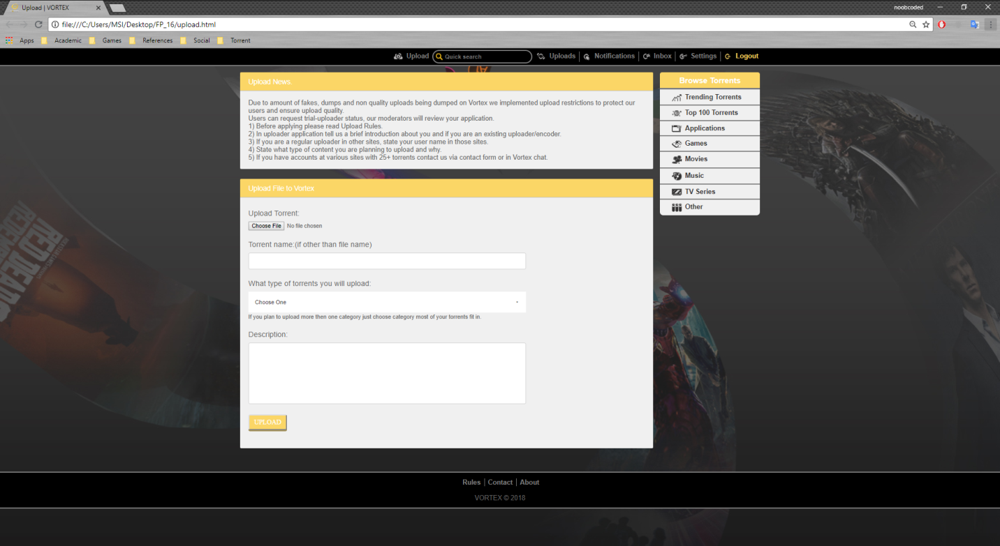 Upload | VORTEX
noobcoded
file:///C:/Users/MSI/Desktop/FP_16/upload.html
Apps Academic Games References Social Torrent
Upload Quick search Uploads Notifications Inbox Settings Logout
Upload News.
Due to amount of fakes, dumps and non quality uploads being dumped on Vortex we implemented upload restrictions to protect our
users and ensure upload quality.
Users can request trial-uploader status, our moderators will review your application.
1) Before applying please read Upload Rules.
2) In uploader application tell us a brief introduction about you and if you are an existing uploader/encoder.
3) If you are a regular uploader in other sites, state your user name in those sites.
4) State what type of content you are planning to upload and why.
5) If you have accounts at various sites with 25+ torrents contact us via contact form or in Vortex chat.
Browse Torrents
Trending Torrents
Top 100 Torrents
Applications
Games
Movies
Music
TV Series
Other
Upload File to Vortex
Upload Torrent:
Choose File No file chosen
Torrent name:(if other than file name)
What type of torrents you will upload:
Choose One
If you plan to upload more then one category just choose category most of your torrents fit in.
Description:
UPLOAD
RED DEAD
Rules | Contact | About
VORTEX © 2018